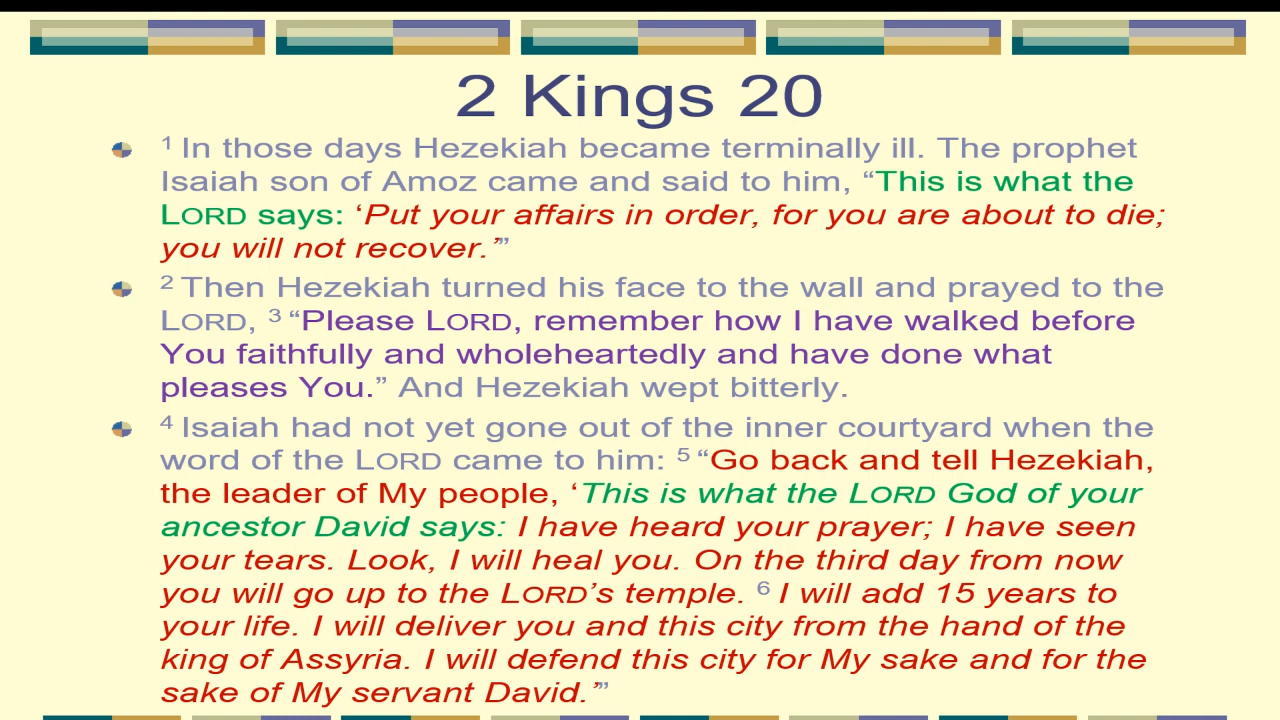 2 Kings 20
1 In those days Hezekiah became terminally ill. The prophet
Isaiah son of Amoz came and said to him, “This is what the
LORD says: ‘Put your affairs in order, for you are about to die;
you will not recover.’”
2 Then Hezekiah turned his face to the wall and prayed to the
LORD, 3 “Please LORD, remember how I have walked before
You faithfully and wholeheartedly and have done what
pleases You.” And Hezekiah wept bitterly.
4 Isaiah had not yet gone out of the inner courtyard when the
word of the LORD came to him: 5 “Go back and tell Hezekiah,
the leader of My people, ‘This is what the LORD God of your
ancestor David says: I have heard your prayer; I have seen
your tears. Look, I will heal you. On the third day from now
you will go up to the LORD’s temple. 6 I will add 15 years to
your life. I will deliver you and this city from the hand of the
king of Assyria. I will defend this city for My sake and for the
sake of My servant David.’”